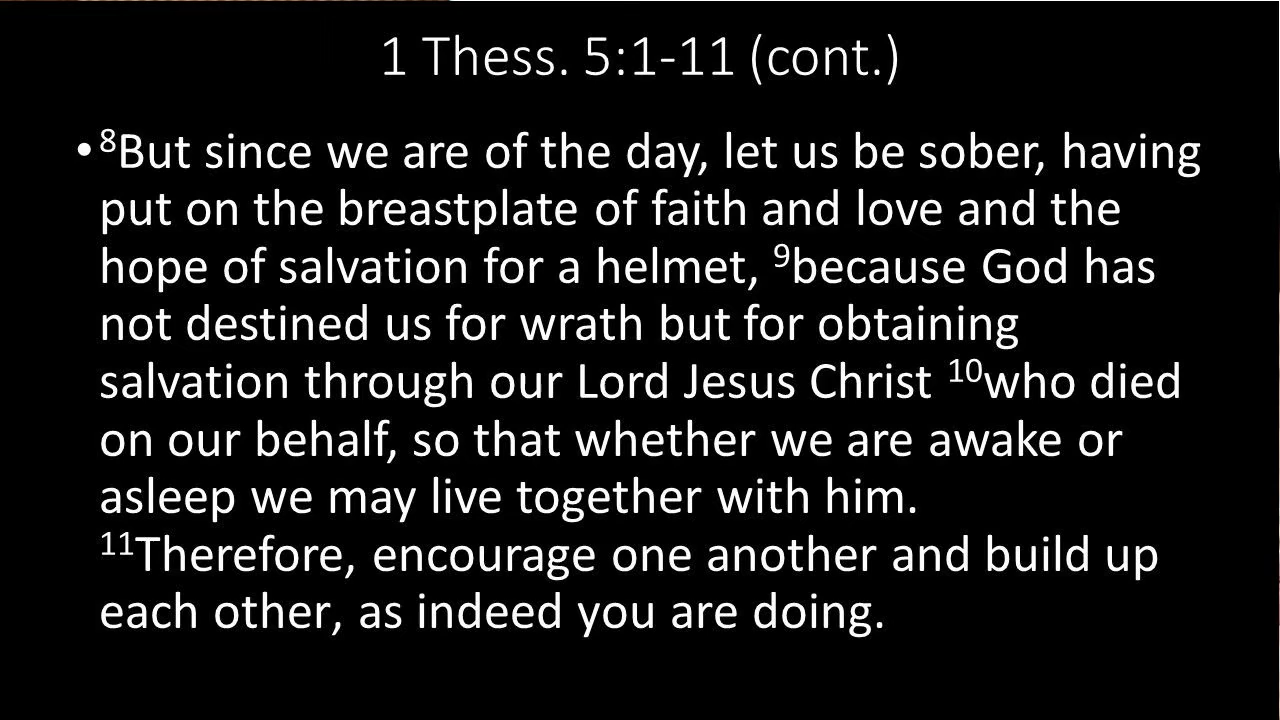 1 Thess. 5:1-11 (cont.)
• ⁸But since we are of the day, let us be sober, having
put on the breastplate of faith and love and the
hope of salvation for a helmet, ⁹because God has
not destined us for wrath but for obtaining
salvation through our Lord Jesus Christ ¹⁰who died
on our behalf, so that whether we are awake or
asleep we may live together with him.
¹¹Therefore, encourage one another and build up
each other, as indeed you are doing.